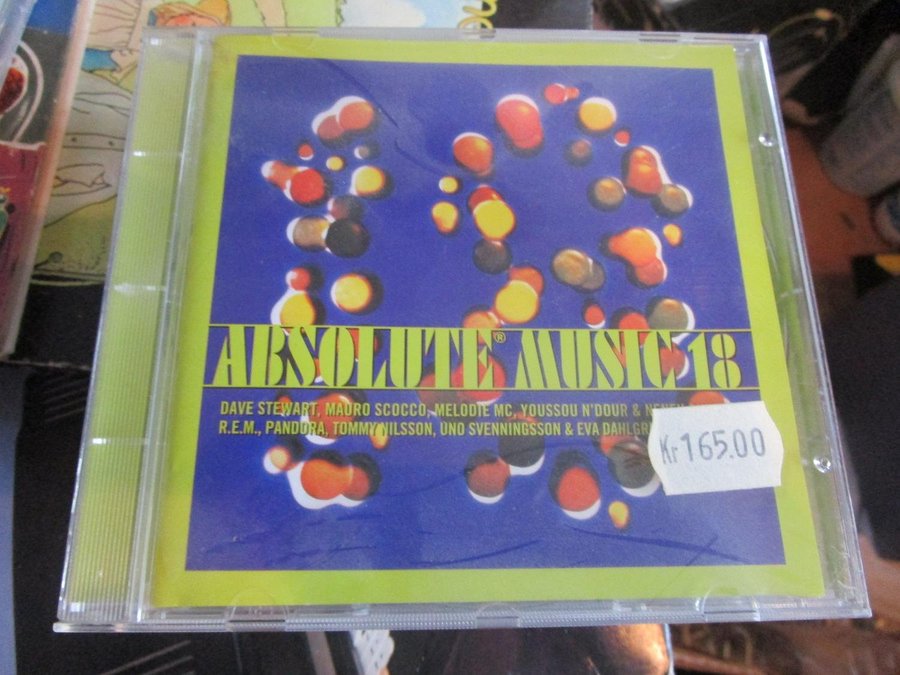 ABSOLUTE® MUSIC 18
DAVE STEWART, MAURO SCOCCO, MELODIE MC, YOUSSOU N'DOUR &
R.E.M., PANDORA, TOMMY NILSSON, UNO SVENNINGSSON & EVA
Kr 165.00